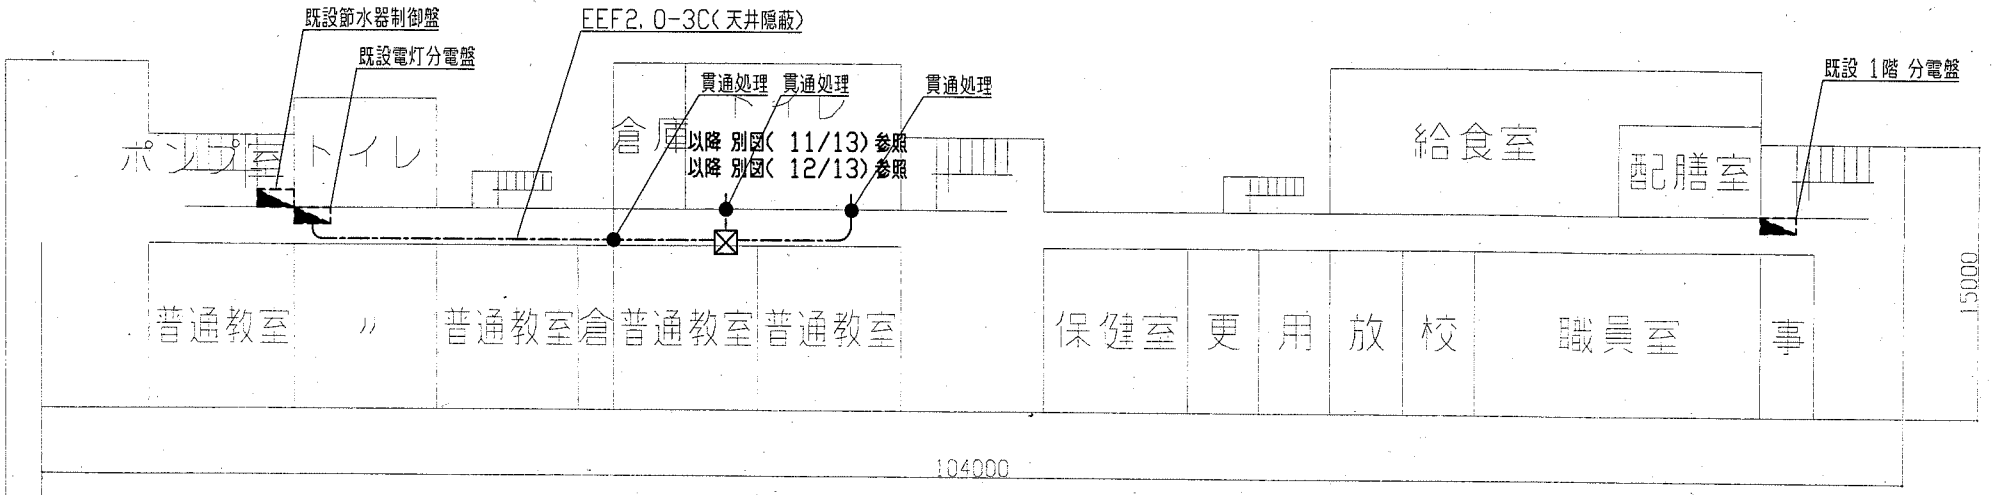 既設節水器制御盤
EEF2.0-3C(天井隠蔽)
既設電灯分電盤
貫通処理
貫通処理
貫通処理
既設 1階 分電盤
ポンプ室
トイレ
倉庫
トイレ
以降 別図( 11/13)参照
以降 別図( 12/13)参照
給食室
配膳室
普通教室
〃
普通教室
倉
普通教室
普通教室
保健室
更
用
放
校
職員室
事
15000
104000